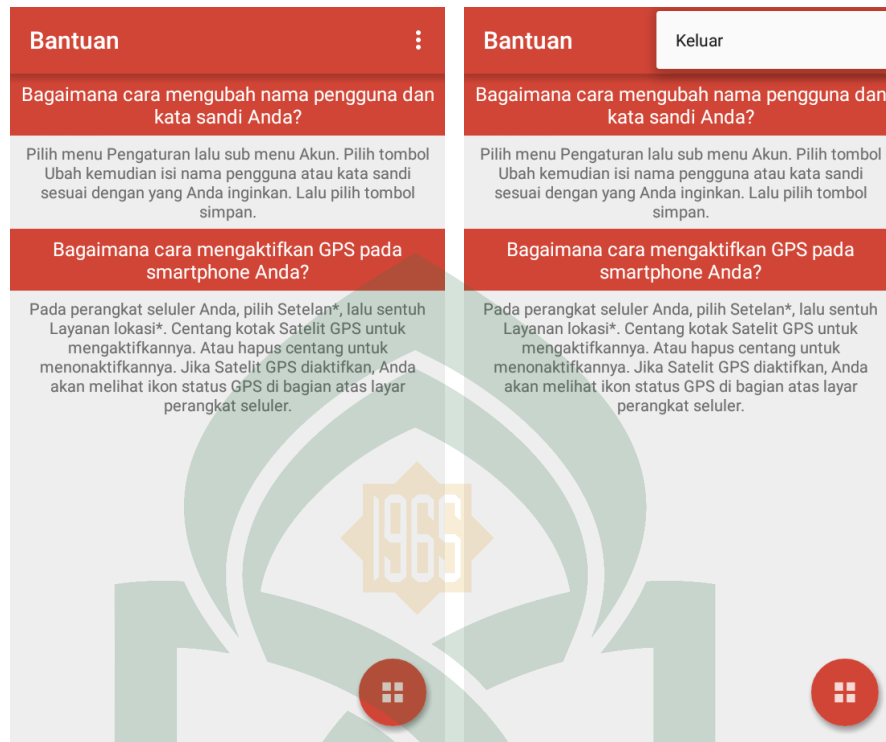 Bantuan
Bagaimana cara mengubah nama pengguna dan
kata sandi Anda?
Pilih menu Pengaturan lalu sub menu Akun. Pilih tombol
Ubah kemudian isi nama pengguna atau kata sandi
sesuai dengan yang Anda inginkan. Lalu pilih tombol
simpan.
Bagaimana cara mengaktifkan GPS pada
smartphone Anda?
Pada perangkat seluler Anda, pilih Setelan*, lalu sentuh
Layanan lokasi*. Centang kotak Satelit GPS untuk
mengaktifkannya. Atau hapus centang untuk
menonaktifkannya. Jika Satelit GPS diaktifkan, Anda
akan melihat ikon status GPS di bagian atas layar
perangkat seluler.
Bantuan
Keluar
Bagaimana cara mengubah nama pengguna dan
kata sandi Anda?
Pilih menu Pengaturan lalu sub menu Akun. Pilih tombol
Ubah kemudian isi nama pengguna atau kata sandi
sesuai dengan yang Anda inginkan. Lalu pilih tombol
simpan.
Bagaimana cara mengaktifkan GPS pada
smartphone Anda?
Pada perangkat seluler Anda, pilih Setelan*, lalu sentuh
Layanan lokasi*. Centang kotak Satelit GPS untuk
mengaktifkannya. Atau hapus centang untuk
menonaktifkannya. Jika Satelit GPS diaktifkan, Anda
akan melihat ikon status GPS di bagian atas layar
perangkat seluler.
1965